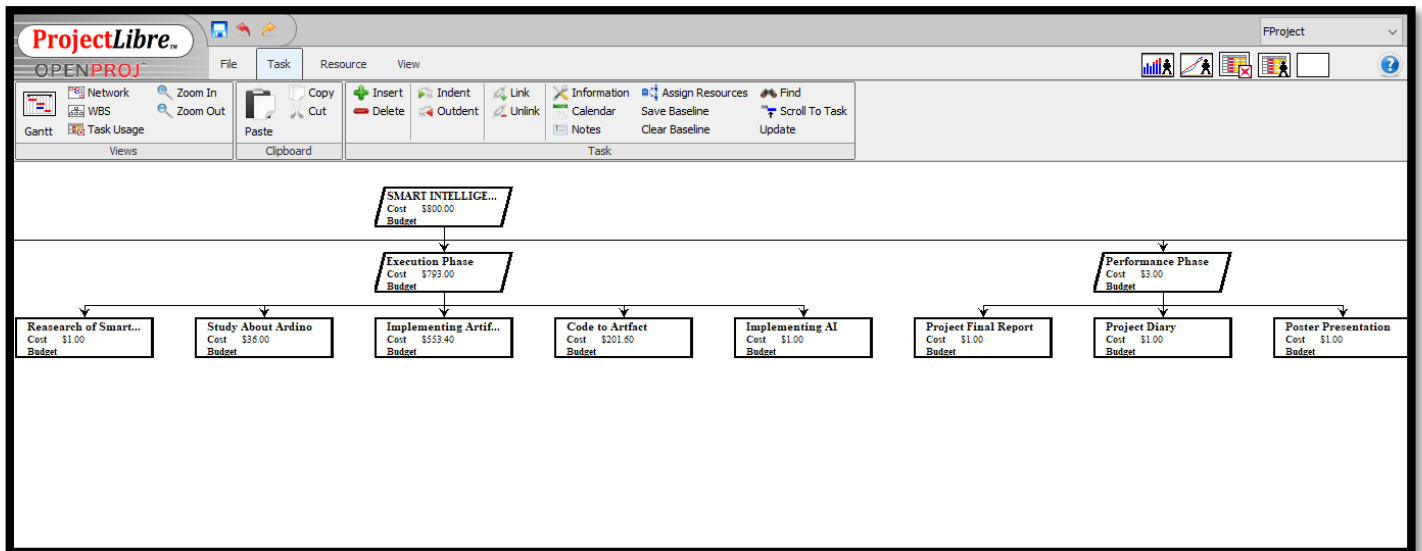 ProjectLibre TM
OPENPROJ
FProject
File Task Resource View
Gantt
Network
WBS
Task Usage
Zoom In
Zoom Out
Views
Paste
Copy
Cut
Clipboard
Insert
Delete
Indent
Outdent
Link
Unlink
Information
Calendar
Notes
Assign Resources
Save Baseline
Clear Baseline
Find
Scroll To Task
Update
Task
SMART INTELLIGE...
Cost $800.00
Budget
Execution Phase
Cost $793.00
Budget
Performance Phase
Cost $3.00
Budget
Reasearch of Smart...
Cost $1.00
Budget
Study About Ardino
Cost $36.00
Budget
Implementing Artif...
Cost $553.40
Budget
Code to Artfact
Cost $201.60
Budget
Implementing AI
Cost $1.00
Budget
Project Final Report
Cost $1.00
Budget
Project Diary
Cost $1.00
Budget
Poster Presentation
Cost $1.00
Budget